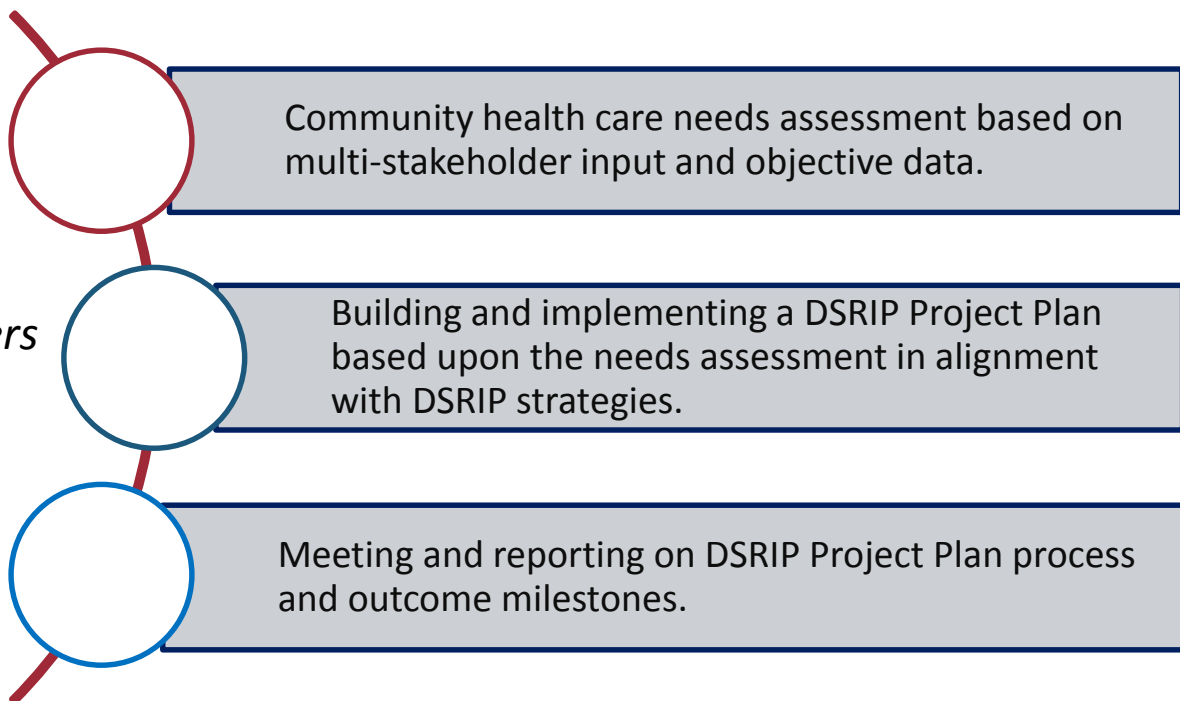 Community health care needs assessment based on
multi-stakeholder input and objective data.
ers
Building and implementing a DSRIP Project Plan
based upon the needs assessment in alignment
with DSRIP strategies.
Meeting and reporting on DSRIP Project Plan process
and outcome milestones.